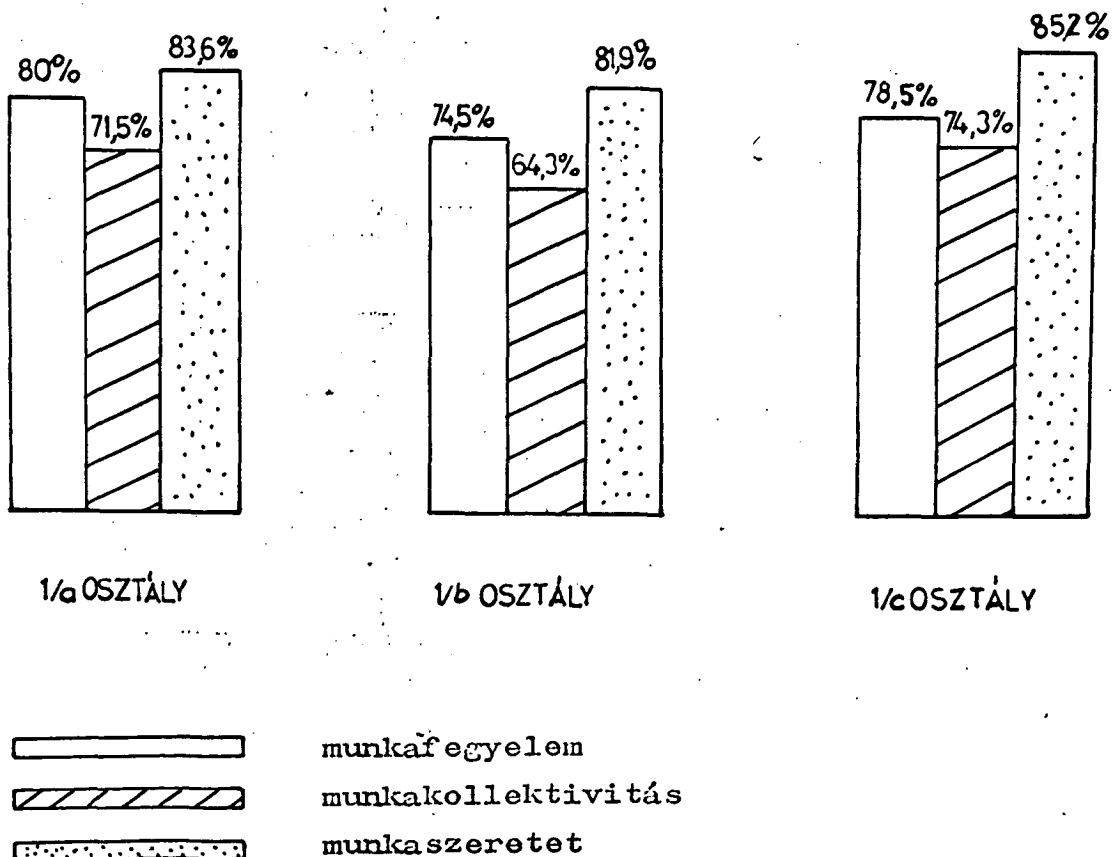 80%
71,5%
83,6%
74,5%
64,3%
81,9%
78,5%
74,3%
85,2%
1/a OSZTÁLY
1/b OSZTÁLY
1/c OSZTÁLY
munkafegyelem
munkakollektivitás
munkaszeretet